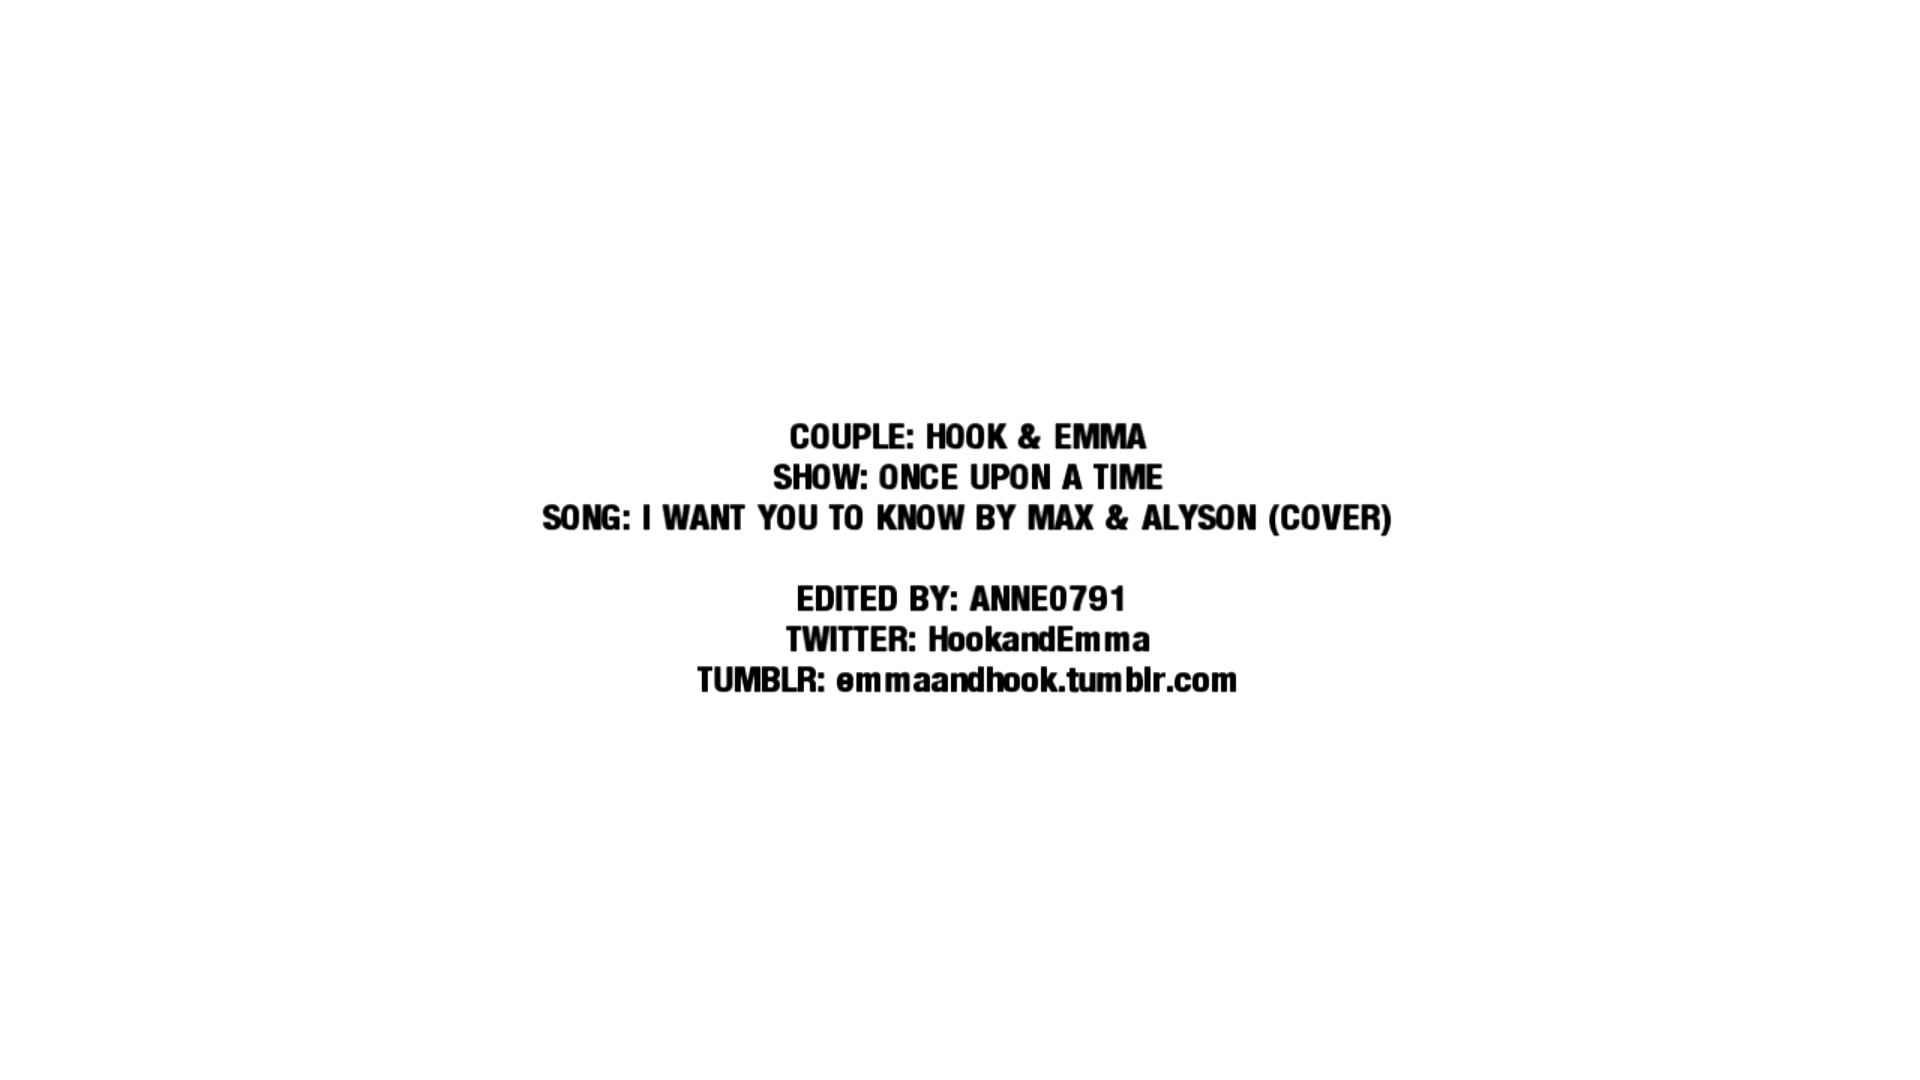 COUPLE: HOOK & EMMA
SHOW: ONCE UPON A TIME
SONG: I WANT YOU TO KNOW BY MAX & ALYSON (COVER)
EDITED BY: ANNE0791
TWITTER: HookandEmma
TUMBLR: emmaandhook.tumblr.com